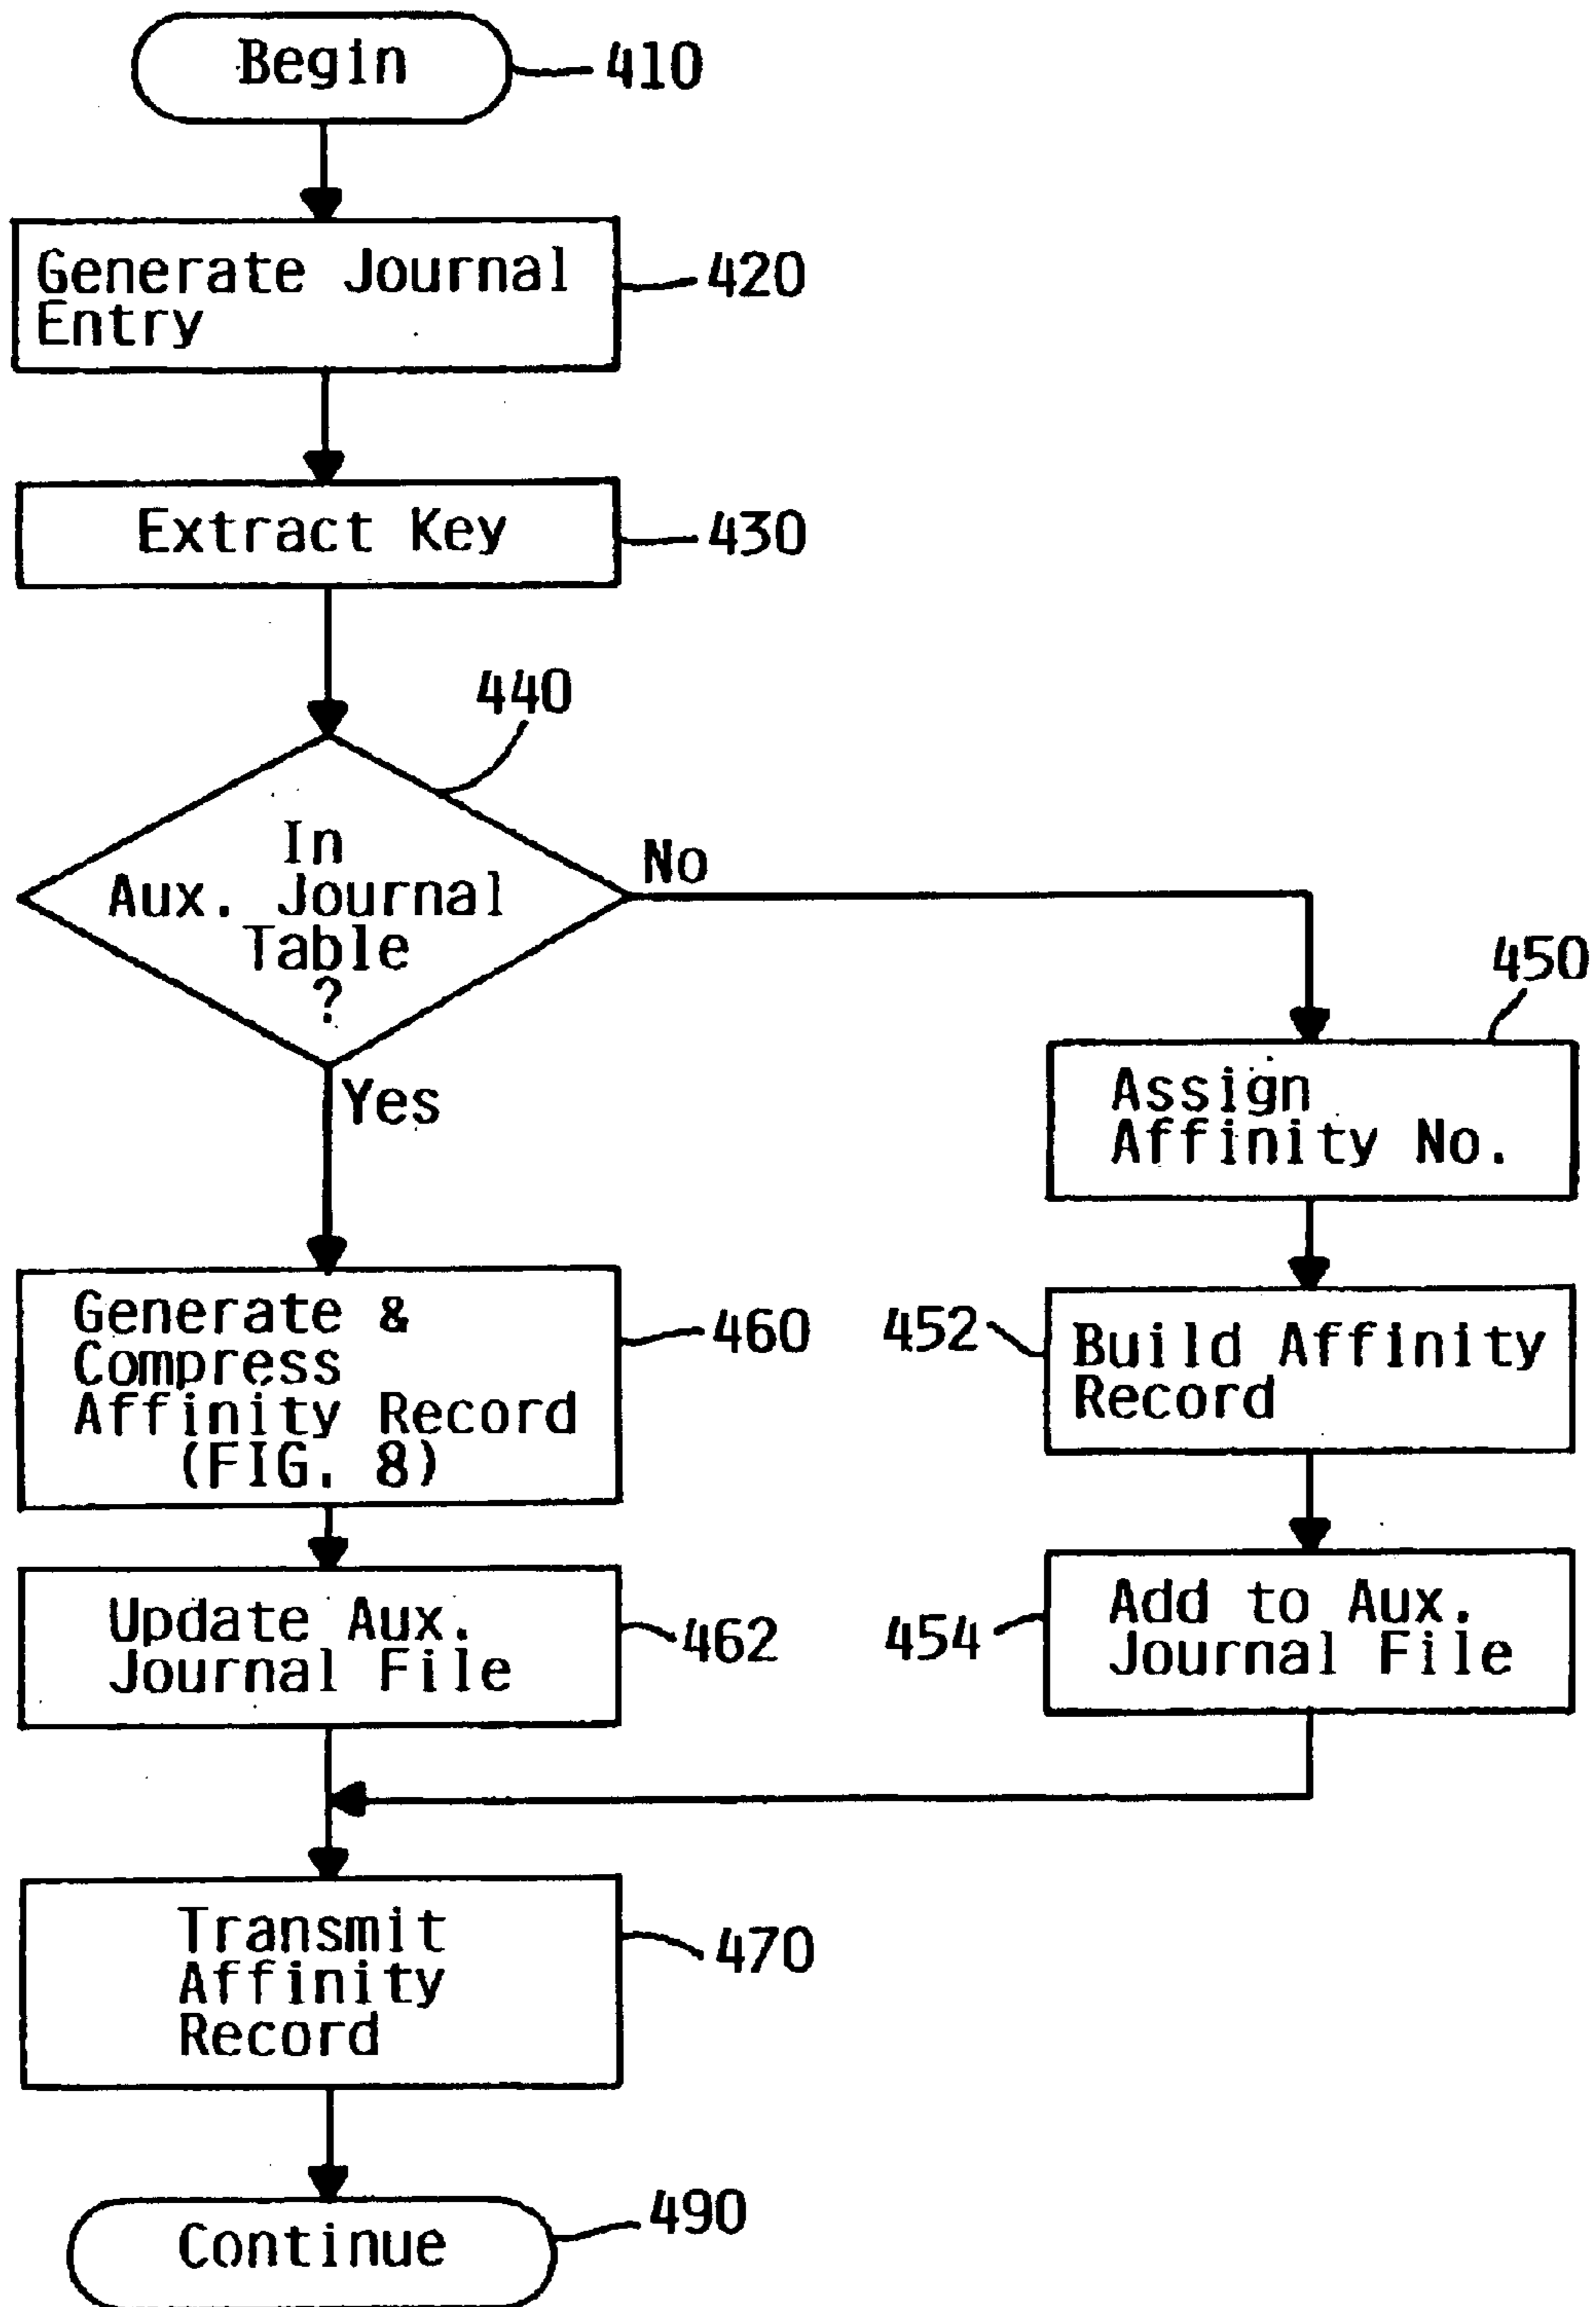 Begin
410
Generate Journal
Entry
420
Extract Key
430
440
In
Aux. Journal
Table
?
No
Yes
450
Assign
Affinity No.
Generate &
Compress
Affinity Record
(FIG. 8)
460
452
Build Affinity
Record
Update Aux.
Journal File
462
454
Add to Aux.
Journal File
Transmit
Affinity
Record
470
Continue
490